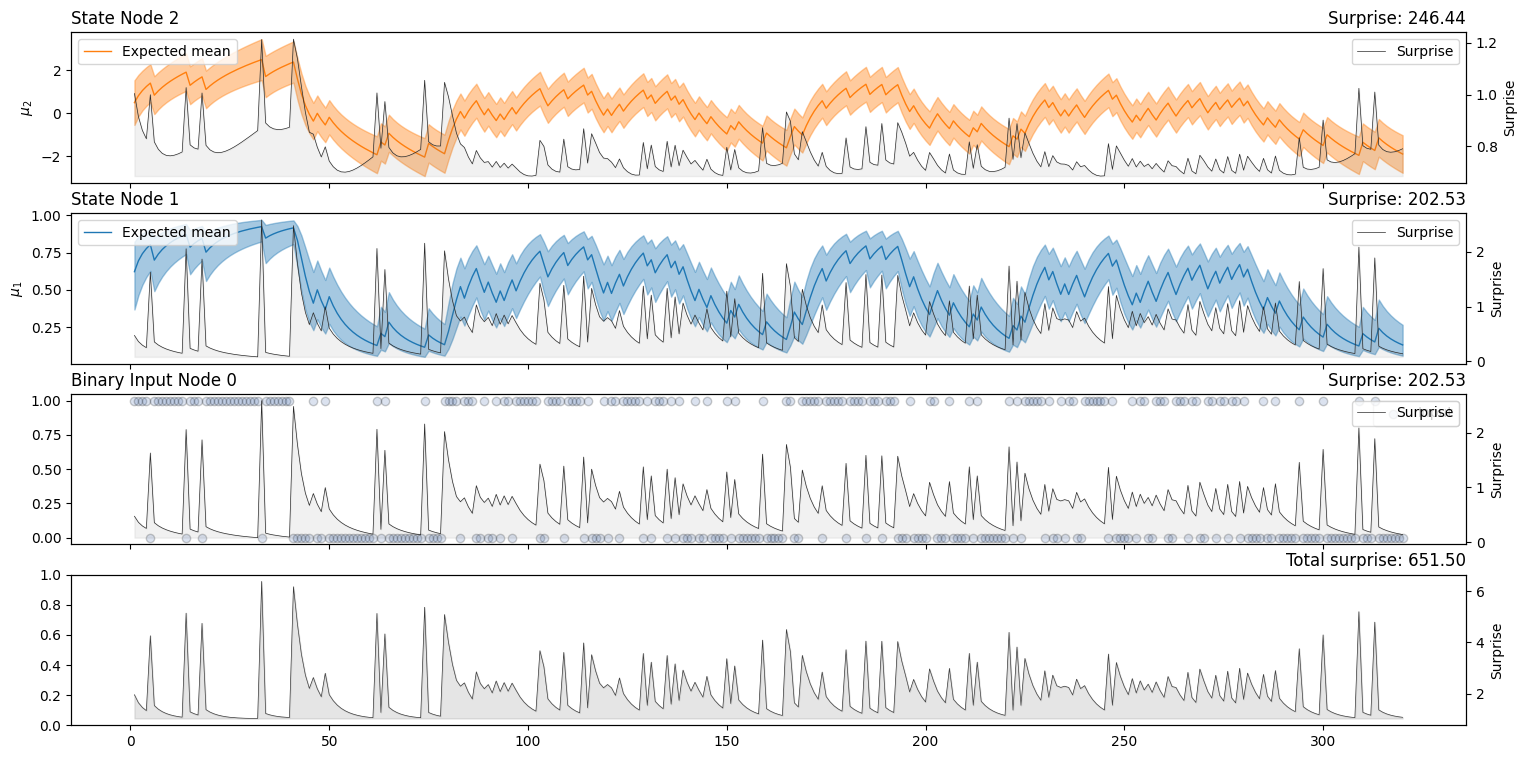 State Node 2
Surprise: 246.44
Expected mean
Surprise
μ2
2
0
−2
1.2
1.0
0.8
Surprise
State Node 1
Surprise: 202.53
Expected mean
Surprise
μ1
1.00
0.75
0.50
0.25
2
1
0
Surprise
Binary Input Node 0
Surprise: 202.53
Surprise
1.00
0.75
0.50
0.25
0.00
2
1
0
Surprise
Total surprise: 651.50
1.0
0.8
0.6
0.4
0.2
0.0
6
4
2
Surprise
0
50
100
150
200
250
300